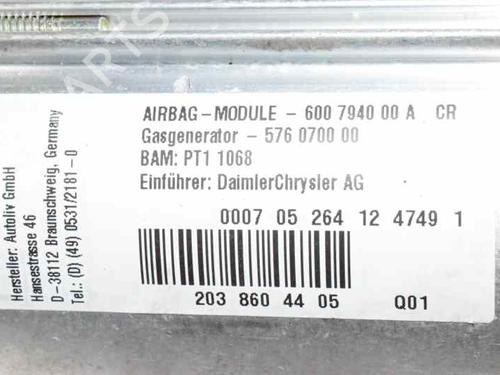 AIRBAG-MODULE - 600 7940 00 A CR
Gasgenerator - 576 0700 00
BAM: PT1 1068
Einführer: DaimlerChrysler AG
0007 05 264 12 4749 1
203 860 44 05 Q01
Hersteller: Autoliv GmbH
Hansestrasse 46
D-38112 Braunschweig, Germany
Tel.: (D) (49) 0531/2181-0
PARTS